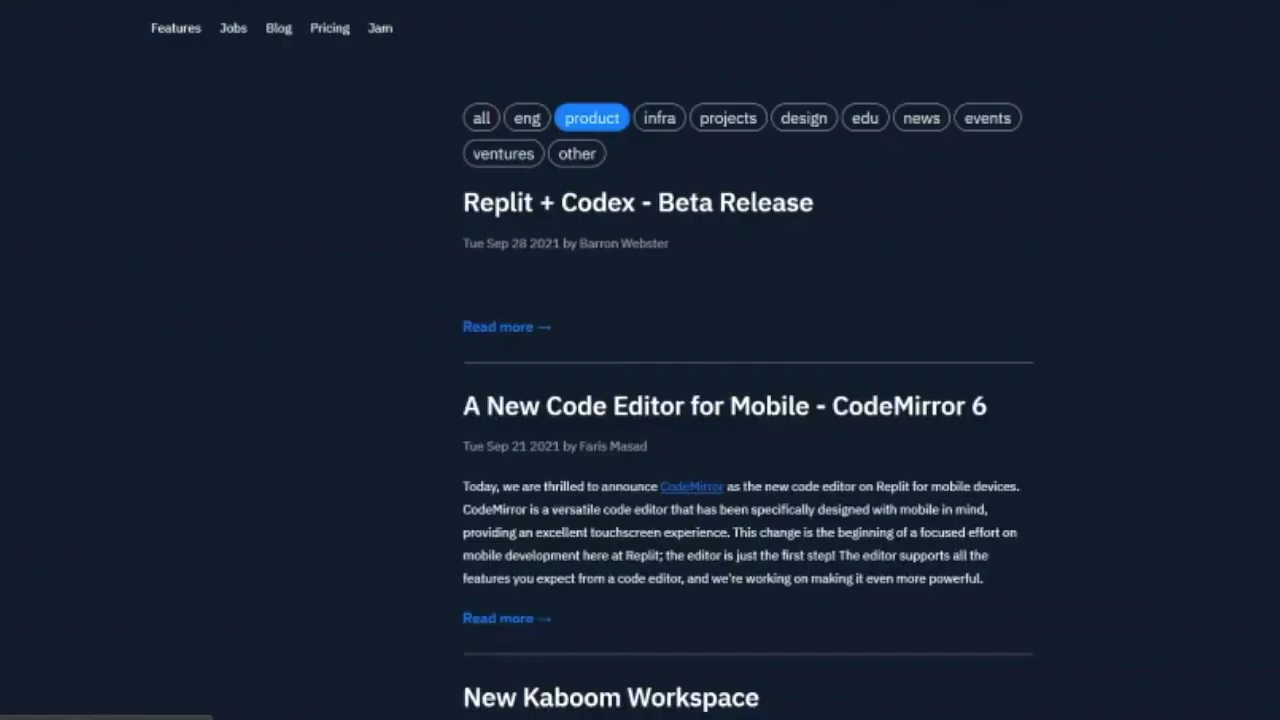 Features Jobs Blog Pricing Jam
all eng product infra projects design edu news events
ventures other
Replit + Codex - Beta Release
Tue Sep 28 2021 by Barron Webster
Read more →
A New Code Editor for Mobile - CodeMirror 6
Tue Sep 21 2021 by Faris Masad
Today, we are thrilled to announce CodeMirror as the new code editor on Replit for mobile devices.
CodeMirror is a versatile code editor that has been specifically designed with mobile in mind,
providing an excellent touchscreen experience. This change is the beginning of a focused effort on
mobile development here at Replit; the editor is just the first step! The editor supports all the
features you expect from a code editor, and we're working on making it even more powerful.
Read more →
New Kaboom Workspace